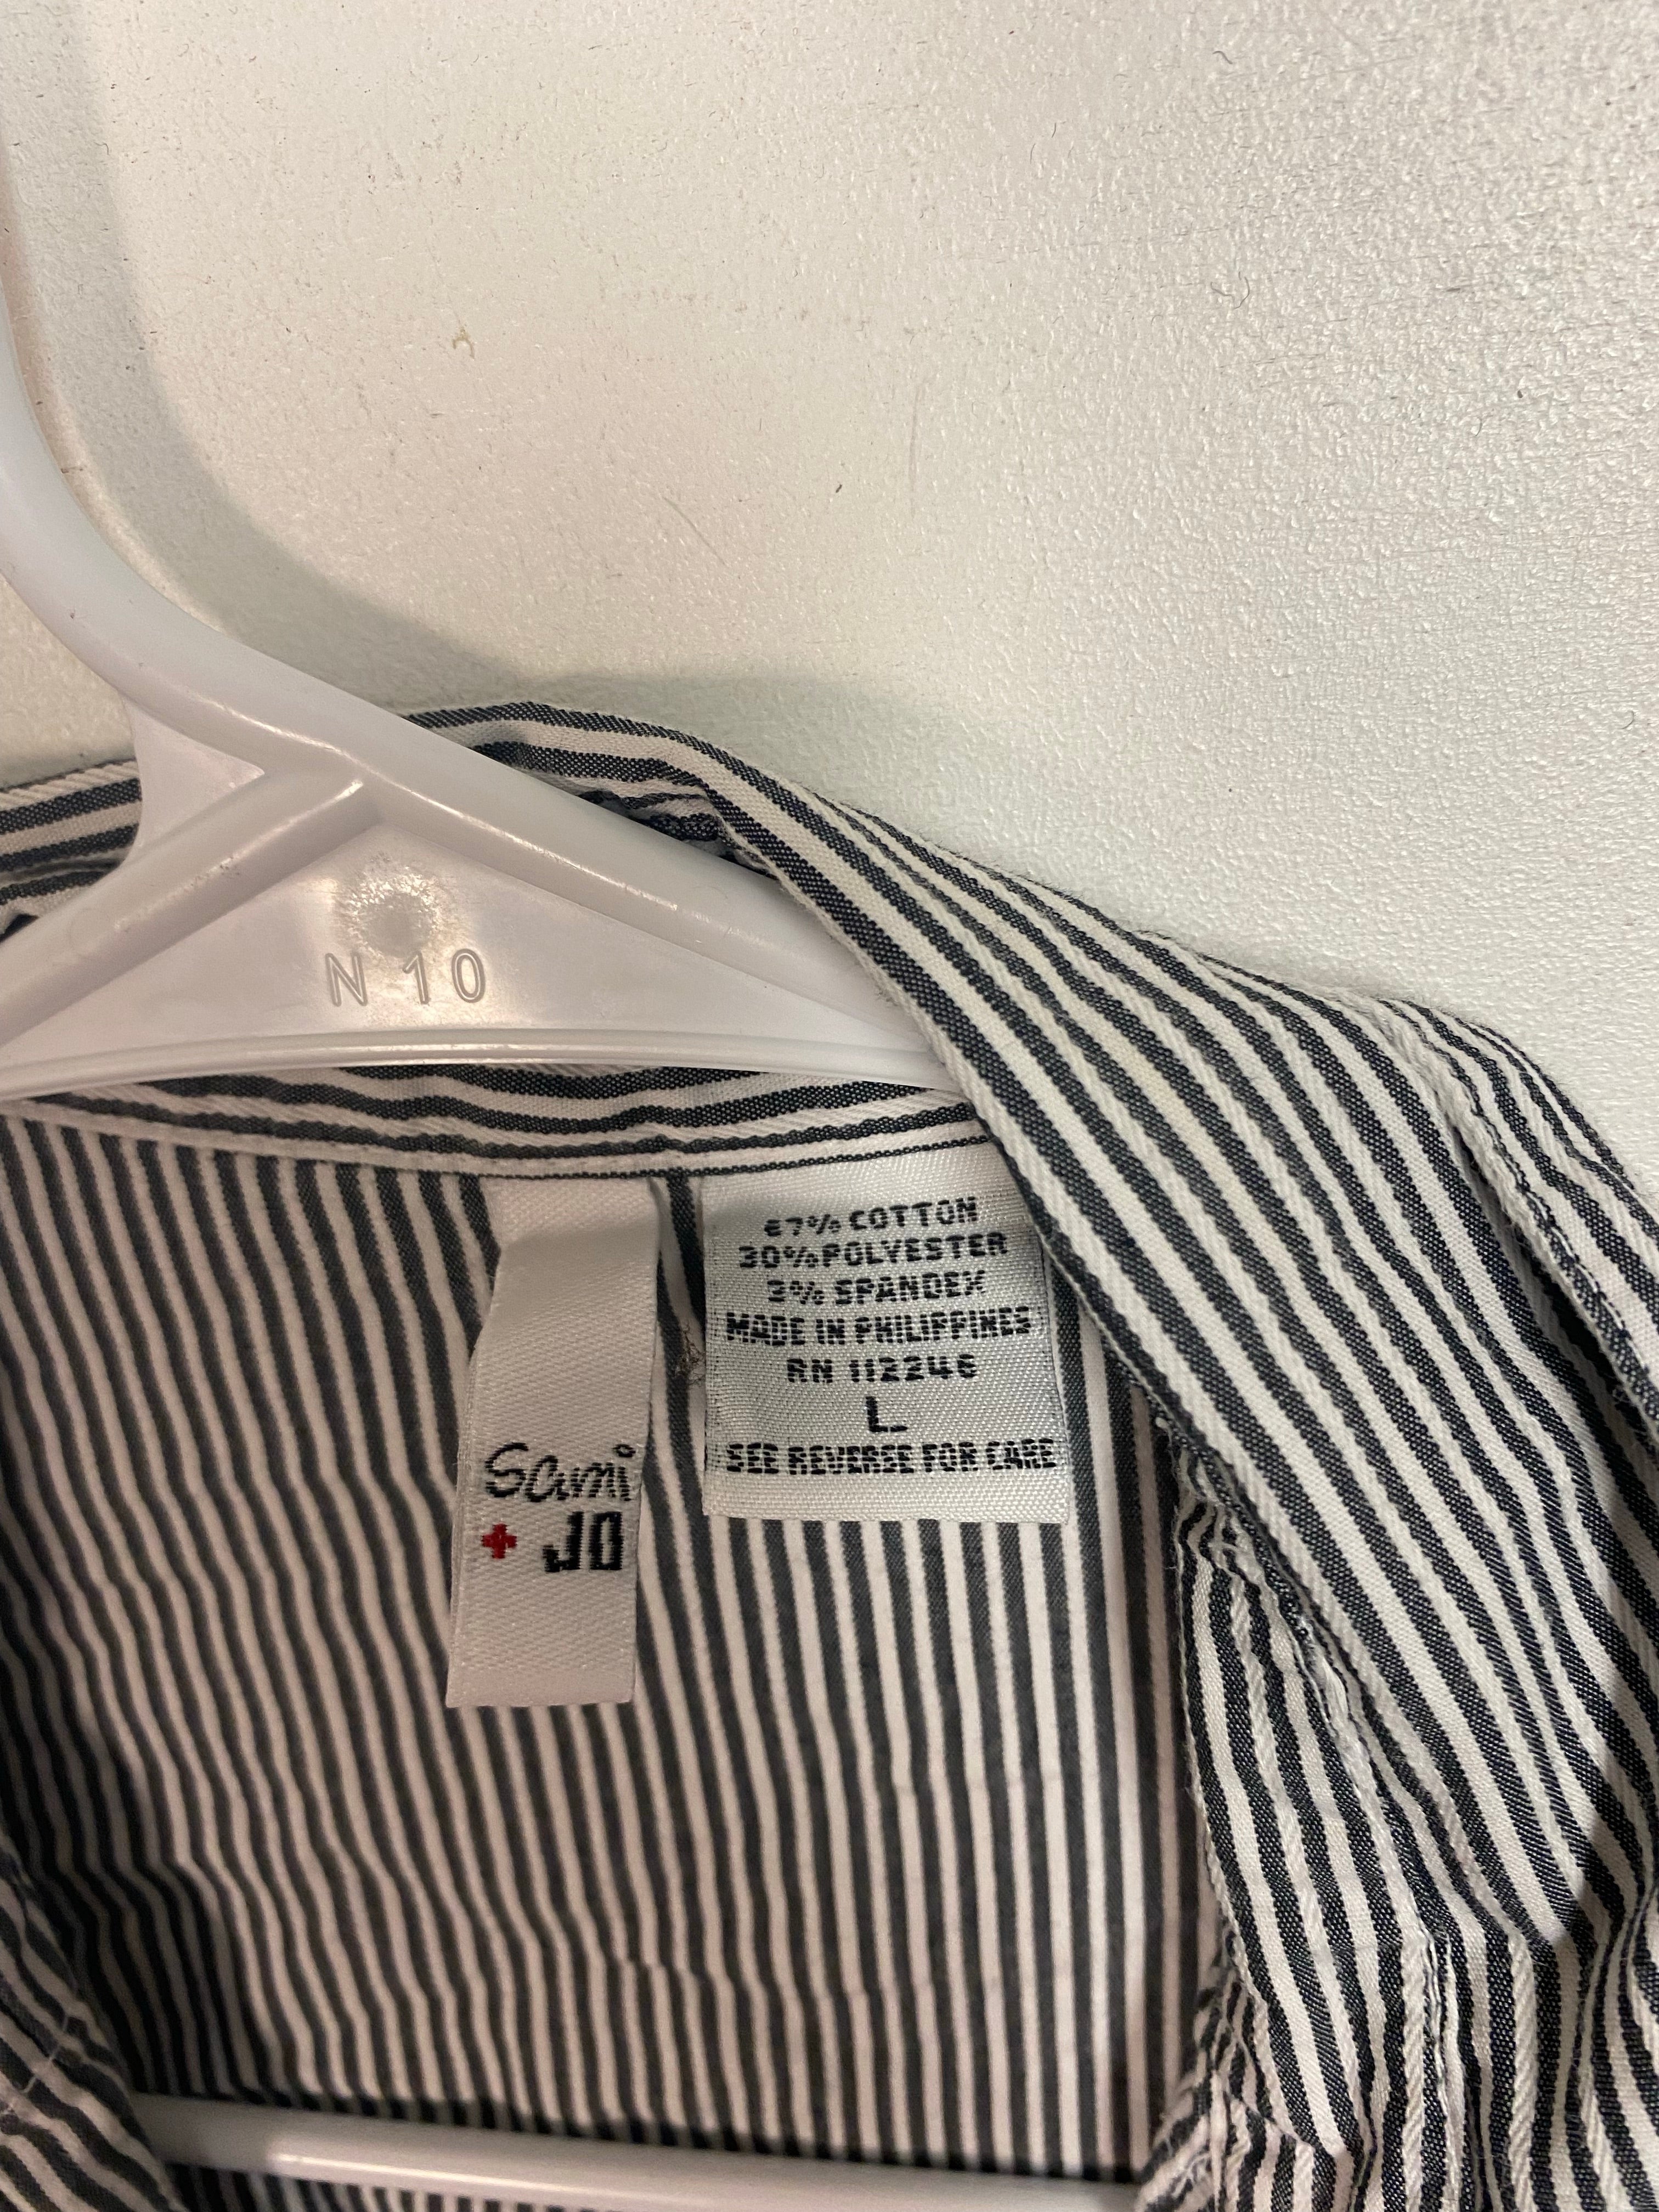 N 10
67% COTTON
30% POLYESTER
3% SPANDEX
MADE IN PHILIPPINES
RN 112246
L
SEE REVERSE FOR CARE
Sami
+ JO